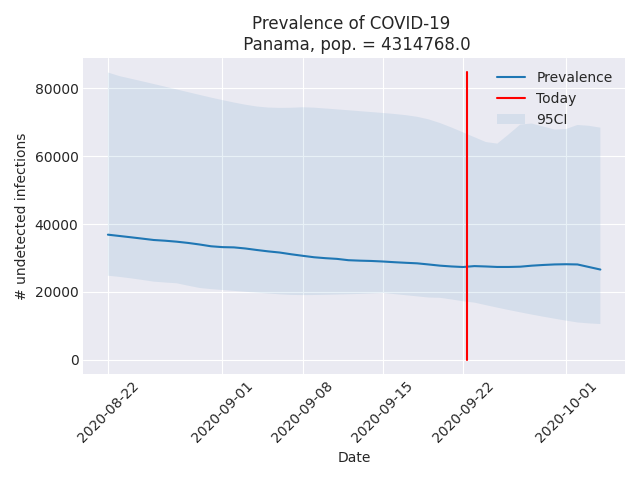 Prevalence of COVID-19
Panama, pop. = 4314768.0
Prevalence
Today
95CI
# undetected infections
80000
60000
40000
20000
0
2020-08-22
2020-09-01
2020-09-08
2020-09-15
2020-09-22
2020-10-01
Date